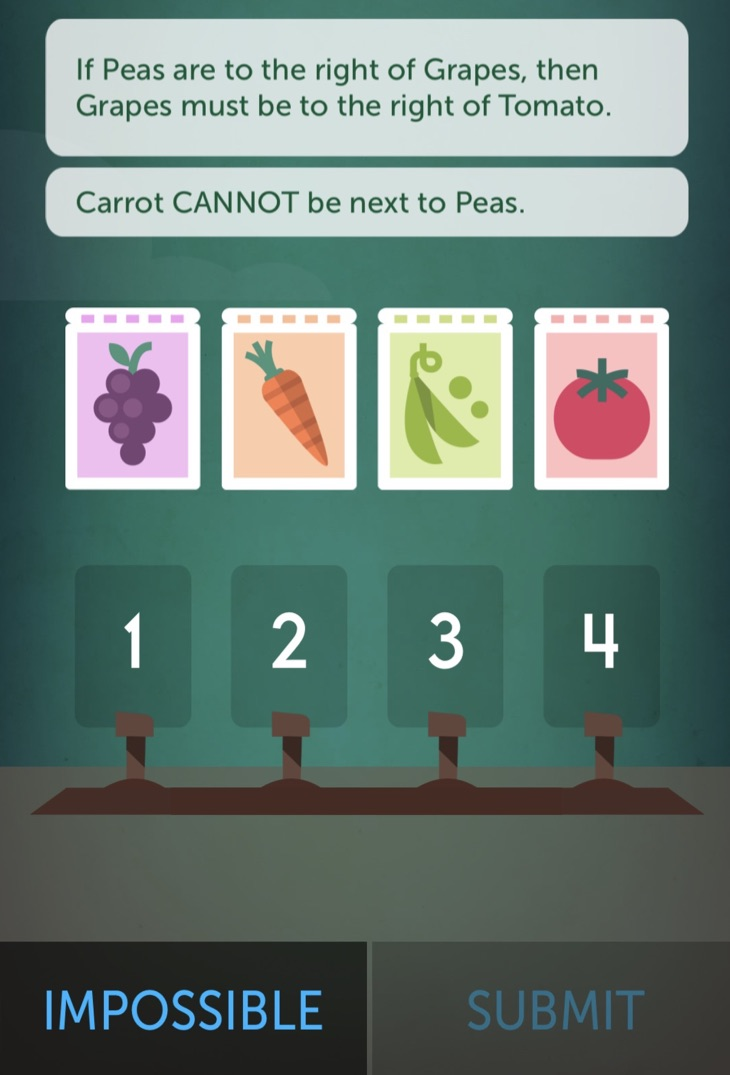 If Peas are to the right of Grapes, then
Grapes must be to the right of Tomato.
Carrot CANNOT be next to Peas.
1 2 3 4
IMPOSSIBLE SUBMIT